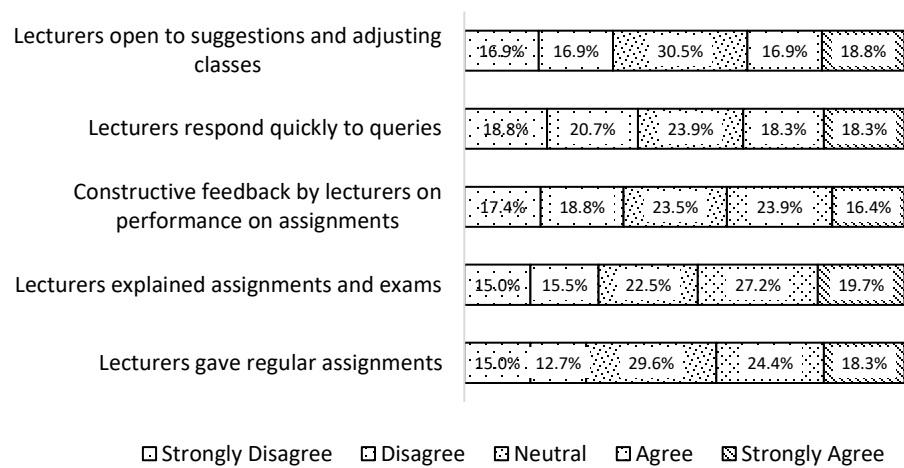 Lecturers open to suggestions and adjusting
classes
16.9% 16.9% 30.5% 16.9% 18.8%
Lecturers respond quickly to queries
18.8% 20.7% 23.9% 18.3% 18.3%
Constructive feedback by lecturers on
performance on assignments
17.4% 18.8% 23.5% 23.9% 16.4%
Lecturers explained assignments and exams
15.0% 15.5% 22.5% 27.2% 19.7%
Lecturers gave regular assignments
15.0% 12.7% 29.6% 24.4% 18.3%
Strongly Disagree Disagree Neutral Agree Strongly Agree